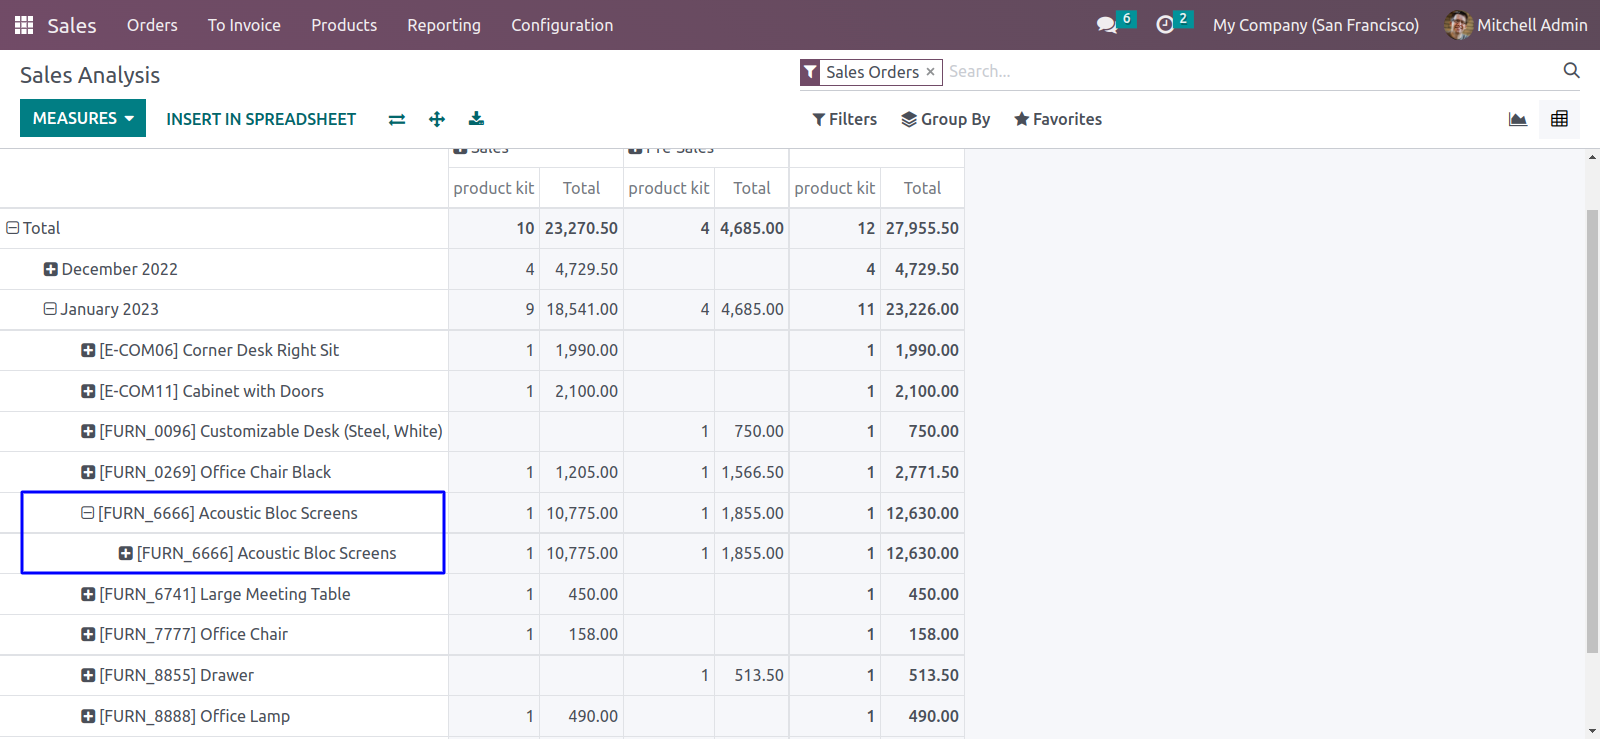 Sales Orders To Invoice Products Reporting Configuration 6 2 My Company (San Francisco) Mitchell Admin
Sales Analysis
Sales Orders × Search...
MEASURES INSERT IN SPREADSHEET Filters Group By Favorites
Sales Pre-Sales
product kit Total product kit Total product kit Total
Total 10 23,270.50 4 4,685.00 12 27,955.50
December 2022 4 4,729.50 4 4,729.50
January 2023 9 18,541.00 4 4,685.00 11 23,226.00
[E-COM06] Corner Desk Right Sit 1 1,990.00 1 1,990.00
[E-COM11] Cabinet with Doors 1 2,100.00 1 2,100.00
[FURN_0096] Customizable Desk (Steel, White) 1 750.00 1 750.00
[FURN_0269] Office Chair Black 1 1,205.00 1 1,566.50 1 2,771.50
[FURN_6666] Acoustic Bloc Screens 1 10,775.00 1 1,855.00 1 12,630.00
[FURN_6666] Acoustic Bloc Screens 1 10,775.00 1 1,855.00 1 12,630.00
[FURN_6741] Large Meeting Table 1 450.00 1 450.00
[FURN_7777] Office Chair 1 158.00 1 158.00
[FURN_8855] Drawer 1 513.50 1 513.50
[FURN_8888] Office Lamp 1 490.00 1 490.00